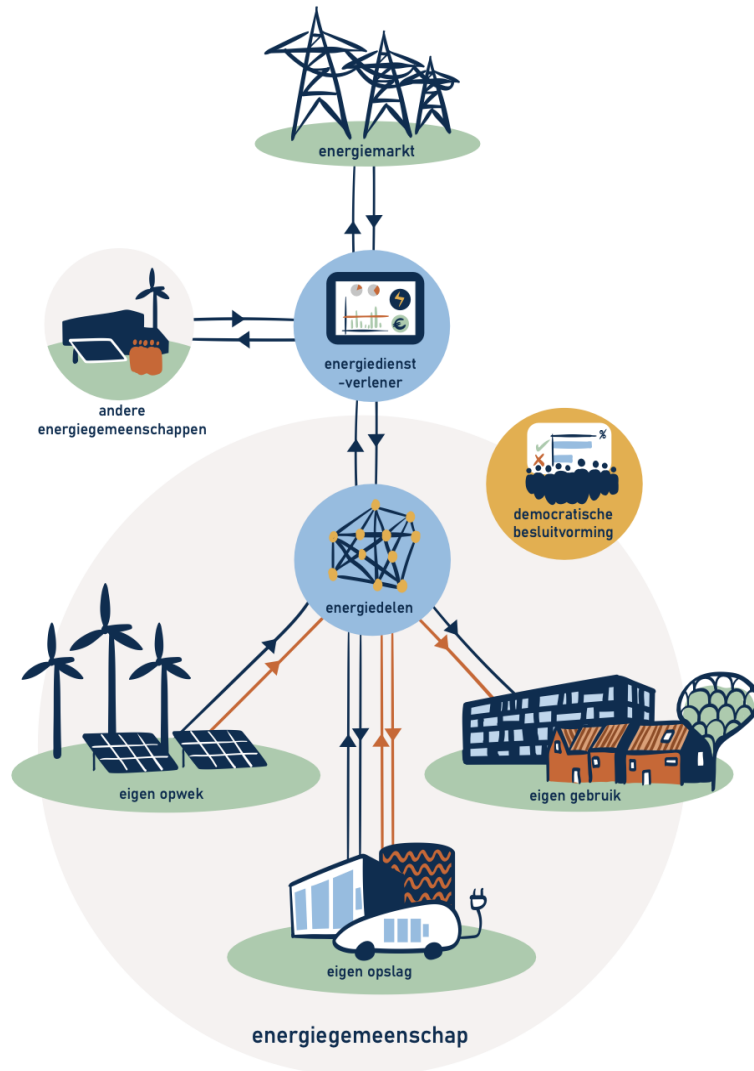 energiemarkt
energiedienst
-verlener
andere
energiegemeenschappen
%
democratische
besluitvorming
energiedelen
eigen opwek
eigen gebruik
eigen opslag
energiegemeenschap